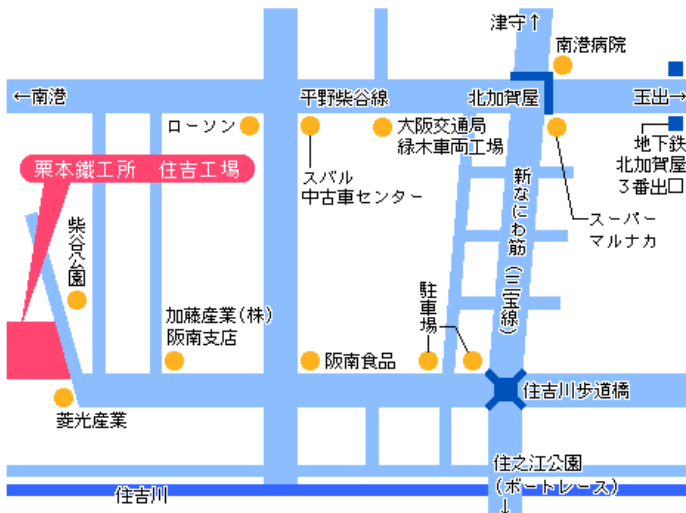 津守↑
南港病院
←南港
平野柴谷線
北加賀屋
玉出→
ローソン
大阪交通局
緑木車両工場
地下鉄
北加賀屋
3番出口
スバル
中古車センター
栗本鐵工所 住吉工場
新なにわ筋(三宝線)
スーパー
マルナカ
柴谷公園
加藤産業(株)
阪南支店
駐車場
阪南食品
住吉川歩道橋
菱光産業
住之江公園
(ボートレース)
↓
住吉川